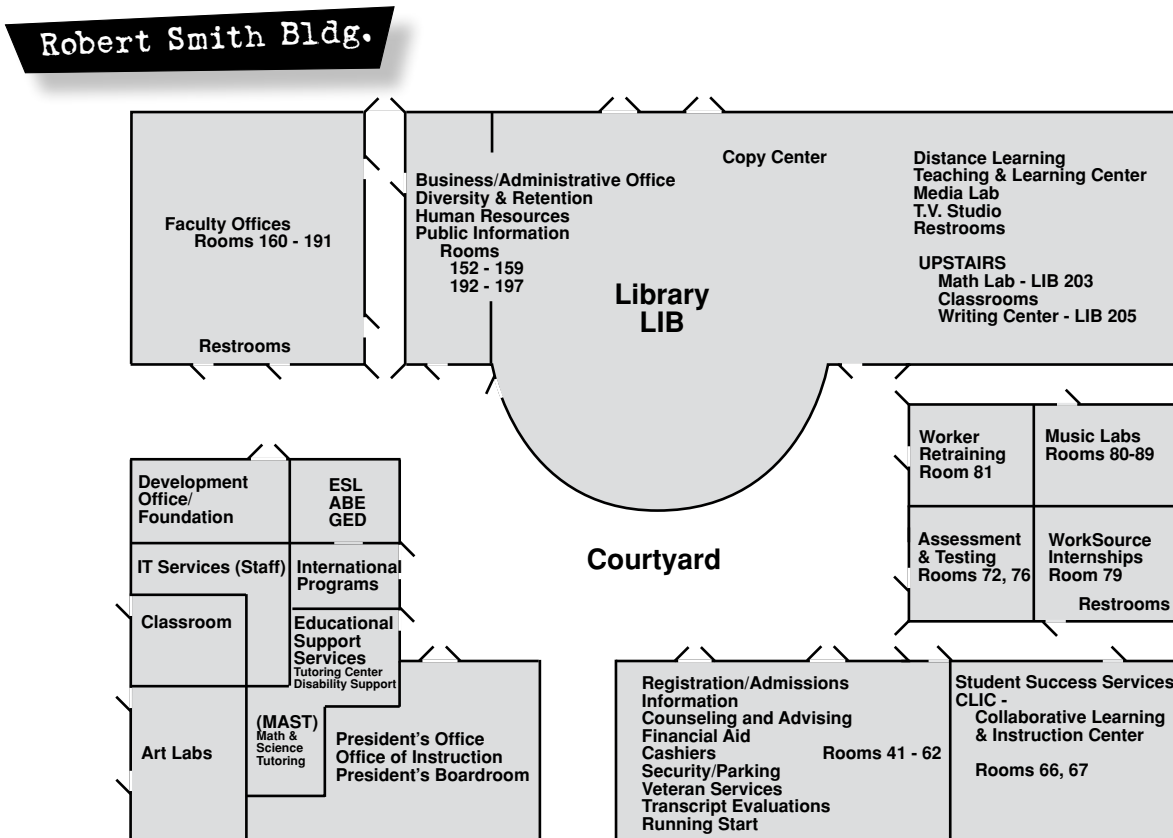 Robert Smith Bldg.
Faculty Offices
Rooms 160 - 191
Restrooms
Business/Administrative Office
Diversity & Retention
Human Resources
Public Information
Rooms
152 - 159
192 - 197
Copy Center
Library
LIB
Distance Learning
Teaching & Learning Center
Media Lab
T.V. Studio
Restrooms
UPSTAIRS
Math Lab - LIB 203
Classrooms
Writing Center - LIB 205
Worker
Retraining
Room 81
Music Labs
Rooms 80-89
Assessment
& Testing
Rooms 72, 76
WorkSource
Internships
Room 79
Restrooms
Courtyard
Development
Office/
Foundation
ESL
ABE
GED
IT Services (Staff)
International
Programs
Classroom
Educational
Support
Services
Tutoring Center
Disability Support
Art Labs
(MAST)
Math &
Science
Tutoring
President's Office
Office of Instruction
President's Boardroom
Registration/Admissions
Information
Counseling and Advising
Financial Aid
Cashiers
Rooms 41 - 62
Security/Parking
Veteran Services
Transcript Evaluations
Running Start
Student Success Services
CLIC -
Collaborative Learning
& Instruction Center
Rooms 66, 67